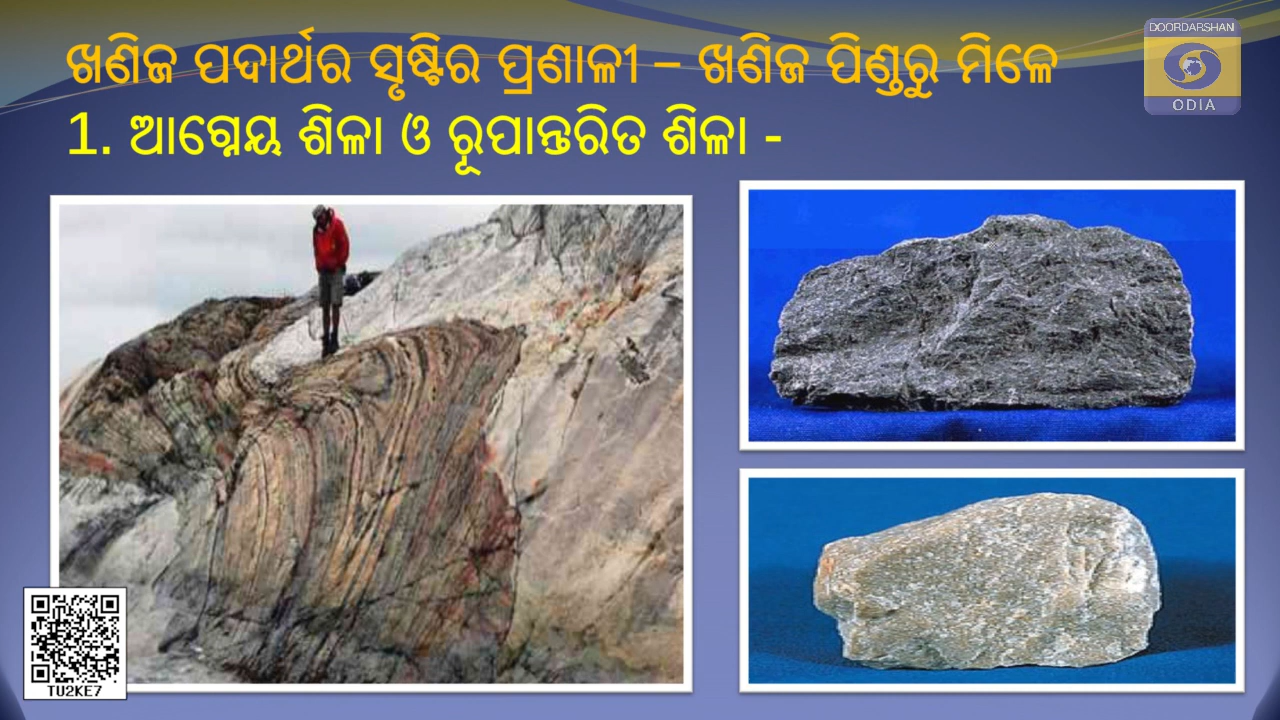 ଖଣିଜ ପଦାର୍ଥର ସୃଷ୍ଟିର ପ୍ରଣାଳୀ – ଖଣିଜ ପିଣ୍ଡରୁ ମିଳେ
1. ଆଗ୍ନେୟ ଶିଳା ଓ ରୂପାନ୍ତରିତ ଶିଳା -
DOORDARSHAN
ODIA
TU2KE7